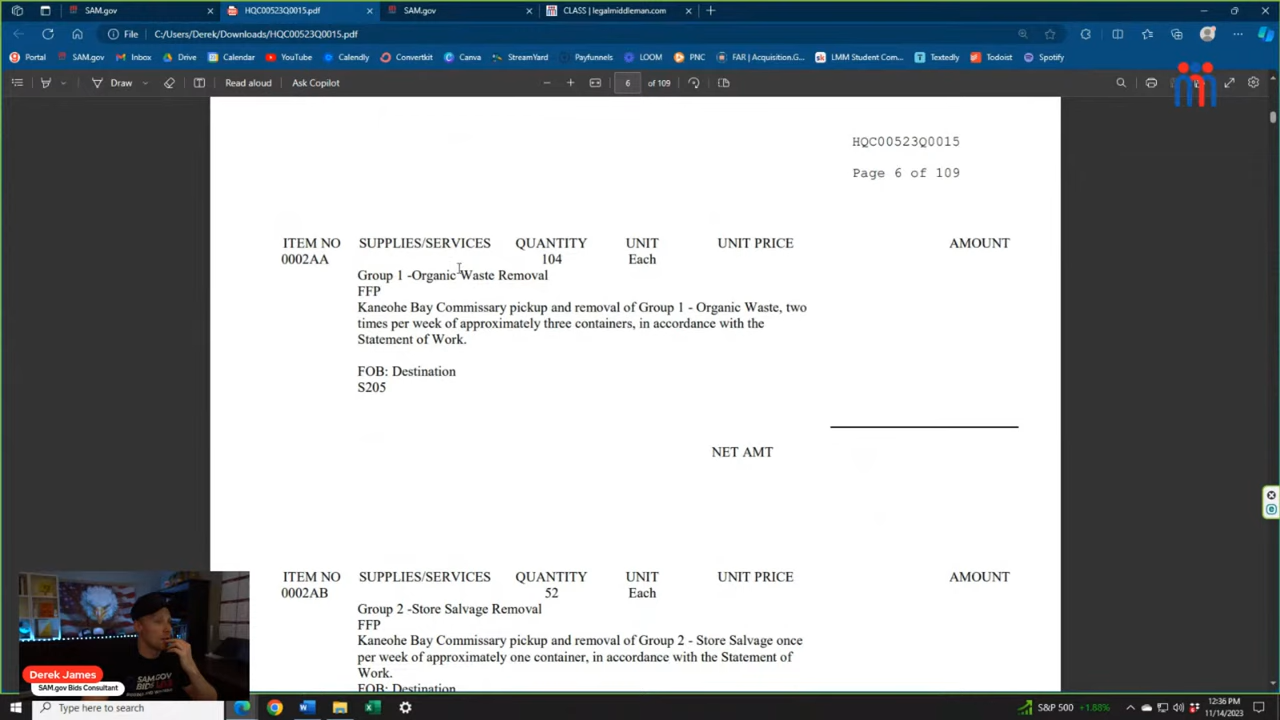 SAM.gov
HQC00523Q0015.pdf
SAM.gov
CLASS | legalmiddleman.com
File
C:/Users/Derek/Downloads/HQC00523Q0015.pdf
Portal
SAM.gov
Inbox
Drive
Calendar
YouTube
Calendly
Convertkit
Canva
StreamYard
Payfunnels
LOOM
PNC
FAR | Acquisition.G...
LMM Student Com...
Textedly
Todoist
Spotify
Draw
Read aloud
Ask Copilot
6
of 109
HQC00523Q0015
Page 6 of 109
ITEM NO SUPPLIES/SERVICES QUANTITY UNIT UNIT PRICE AMOUNT
0002AA 104 Each
Group 1 -Organic Waste Removal
FFP
Kaneohe Bay Commissary pickup and removal of Group 1 - Organic Waste, two
times per week of approximately three containers, in accordance with the
Statement of Work.
FOB: Destination
S205
NET AMT
ITEM NO SUPPLIES/SERVICES QUANTITY UNIT UNIT PRICE AMOUNT
0002AB 52 Each
Group 2 -Store Salvage Removal
FFP
Kaneohe Bay Commissary pickup and removal of Group 2 - Store Salvage once
per week of approximately one container, in accordance with the Statement of
Work.
FOB: Destination
SAM.GOV
BIDS
Derek James
SAM.gov Bids Consultant
Type here to search
S&P 500 +1.88%
12:36 PM
11/14/2023